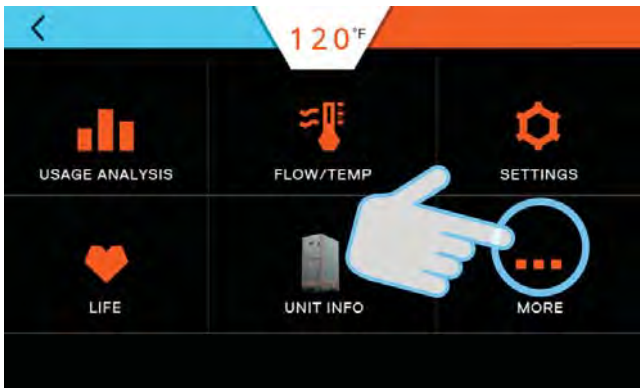 120°F
USAGE ANALYSIS
FLOW/TEMP
SETTINGS
LIFE
UNIT INFO
MORE